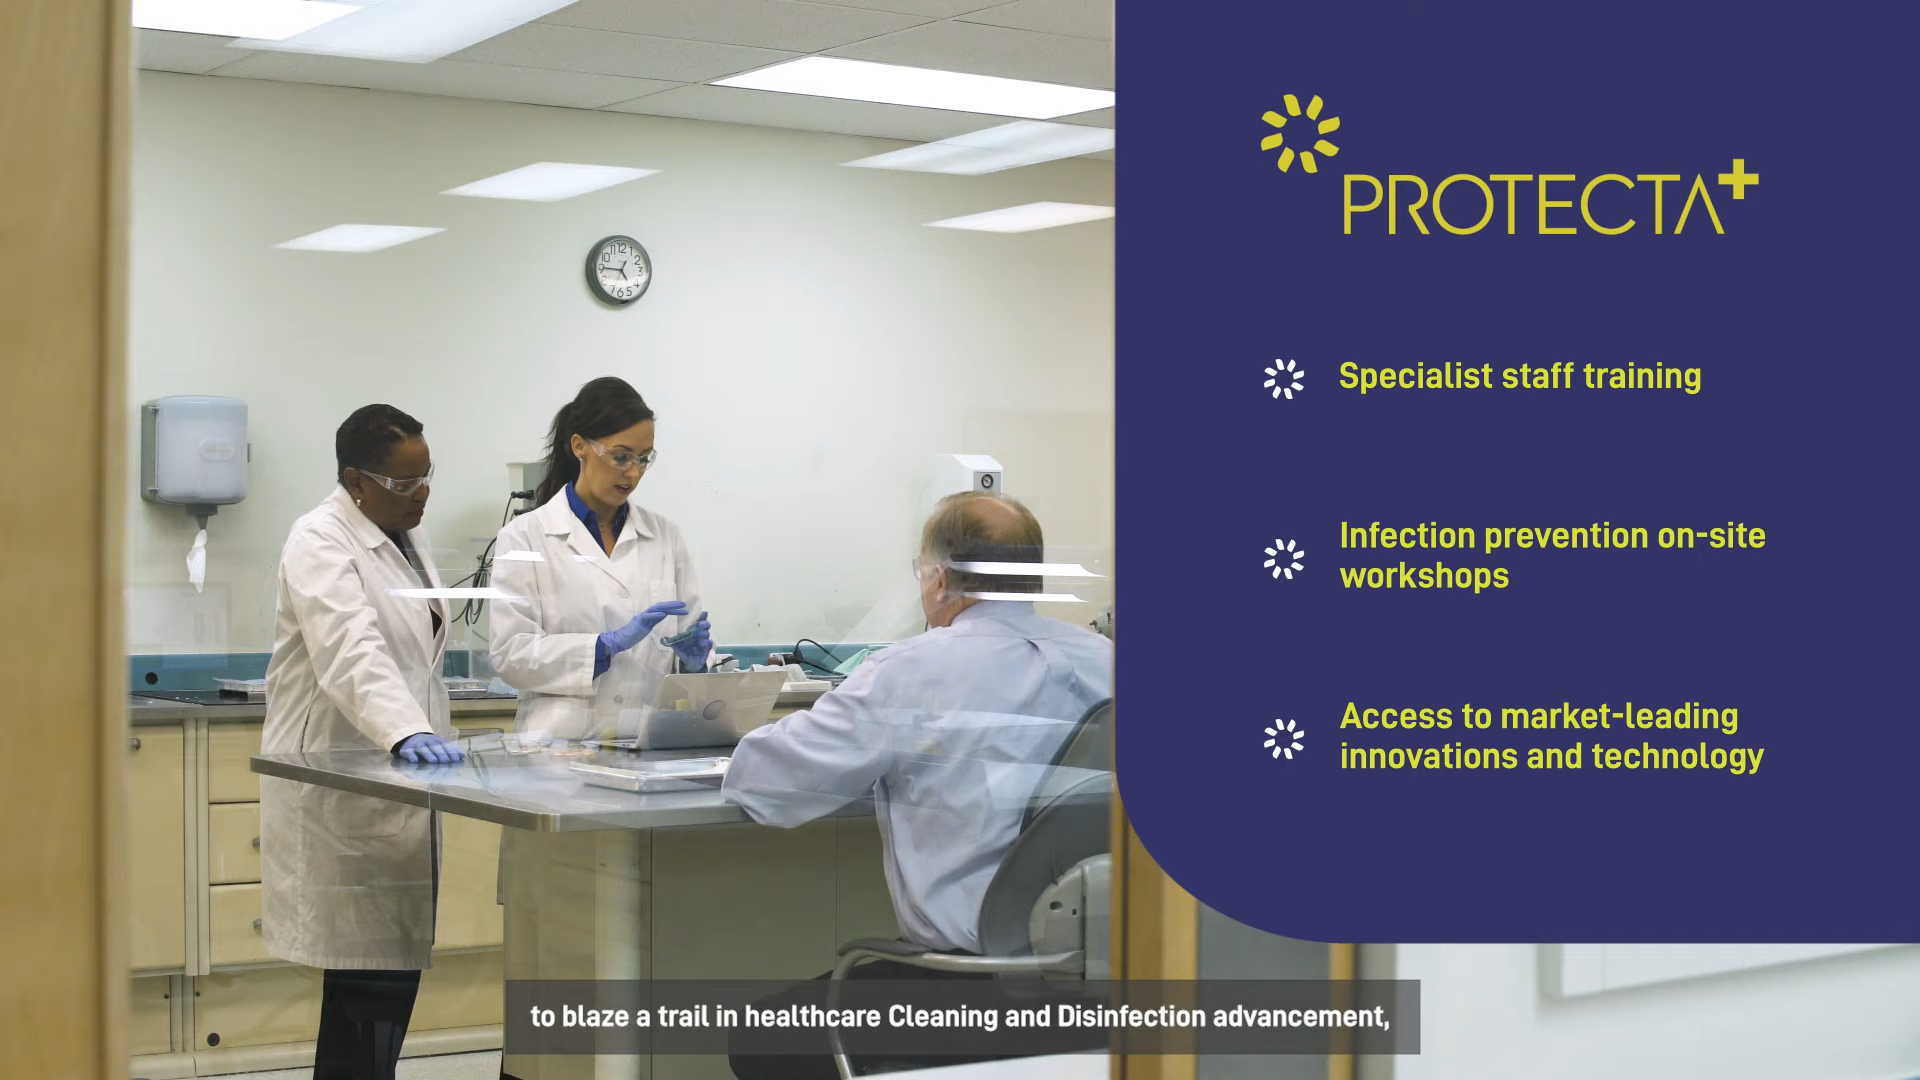 PROTECTA+
Specialist staff training
Infection prevention on-site
workshops
Access to market-leading
innovations and technology
to blaze a trail in healthcare Cleaning and Disinfection advancement,